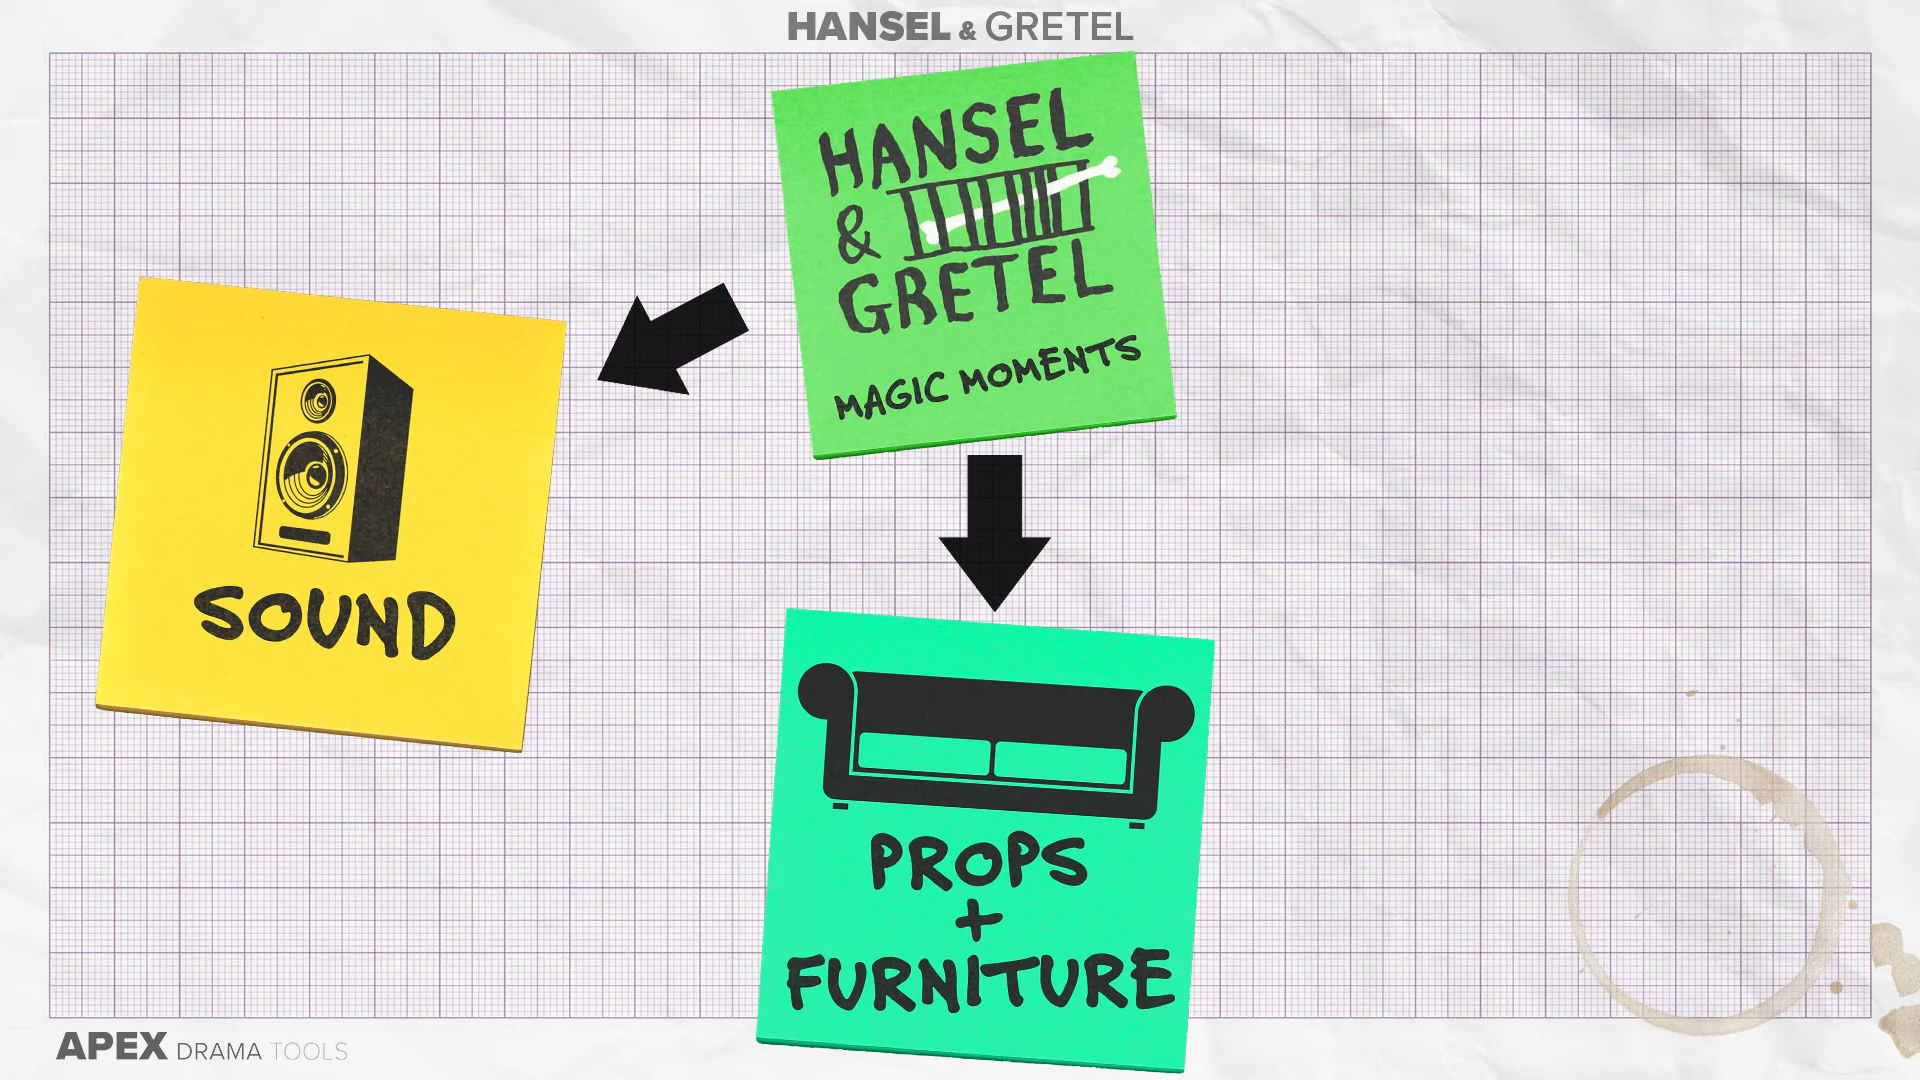 HANSEL & GRETEL
HANSEL
&
GRETEL
MAGIC MOMENTS
SOUND
PROPS
+
FURNITURE
APEX DRAMA TOOLS